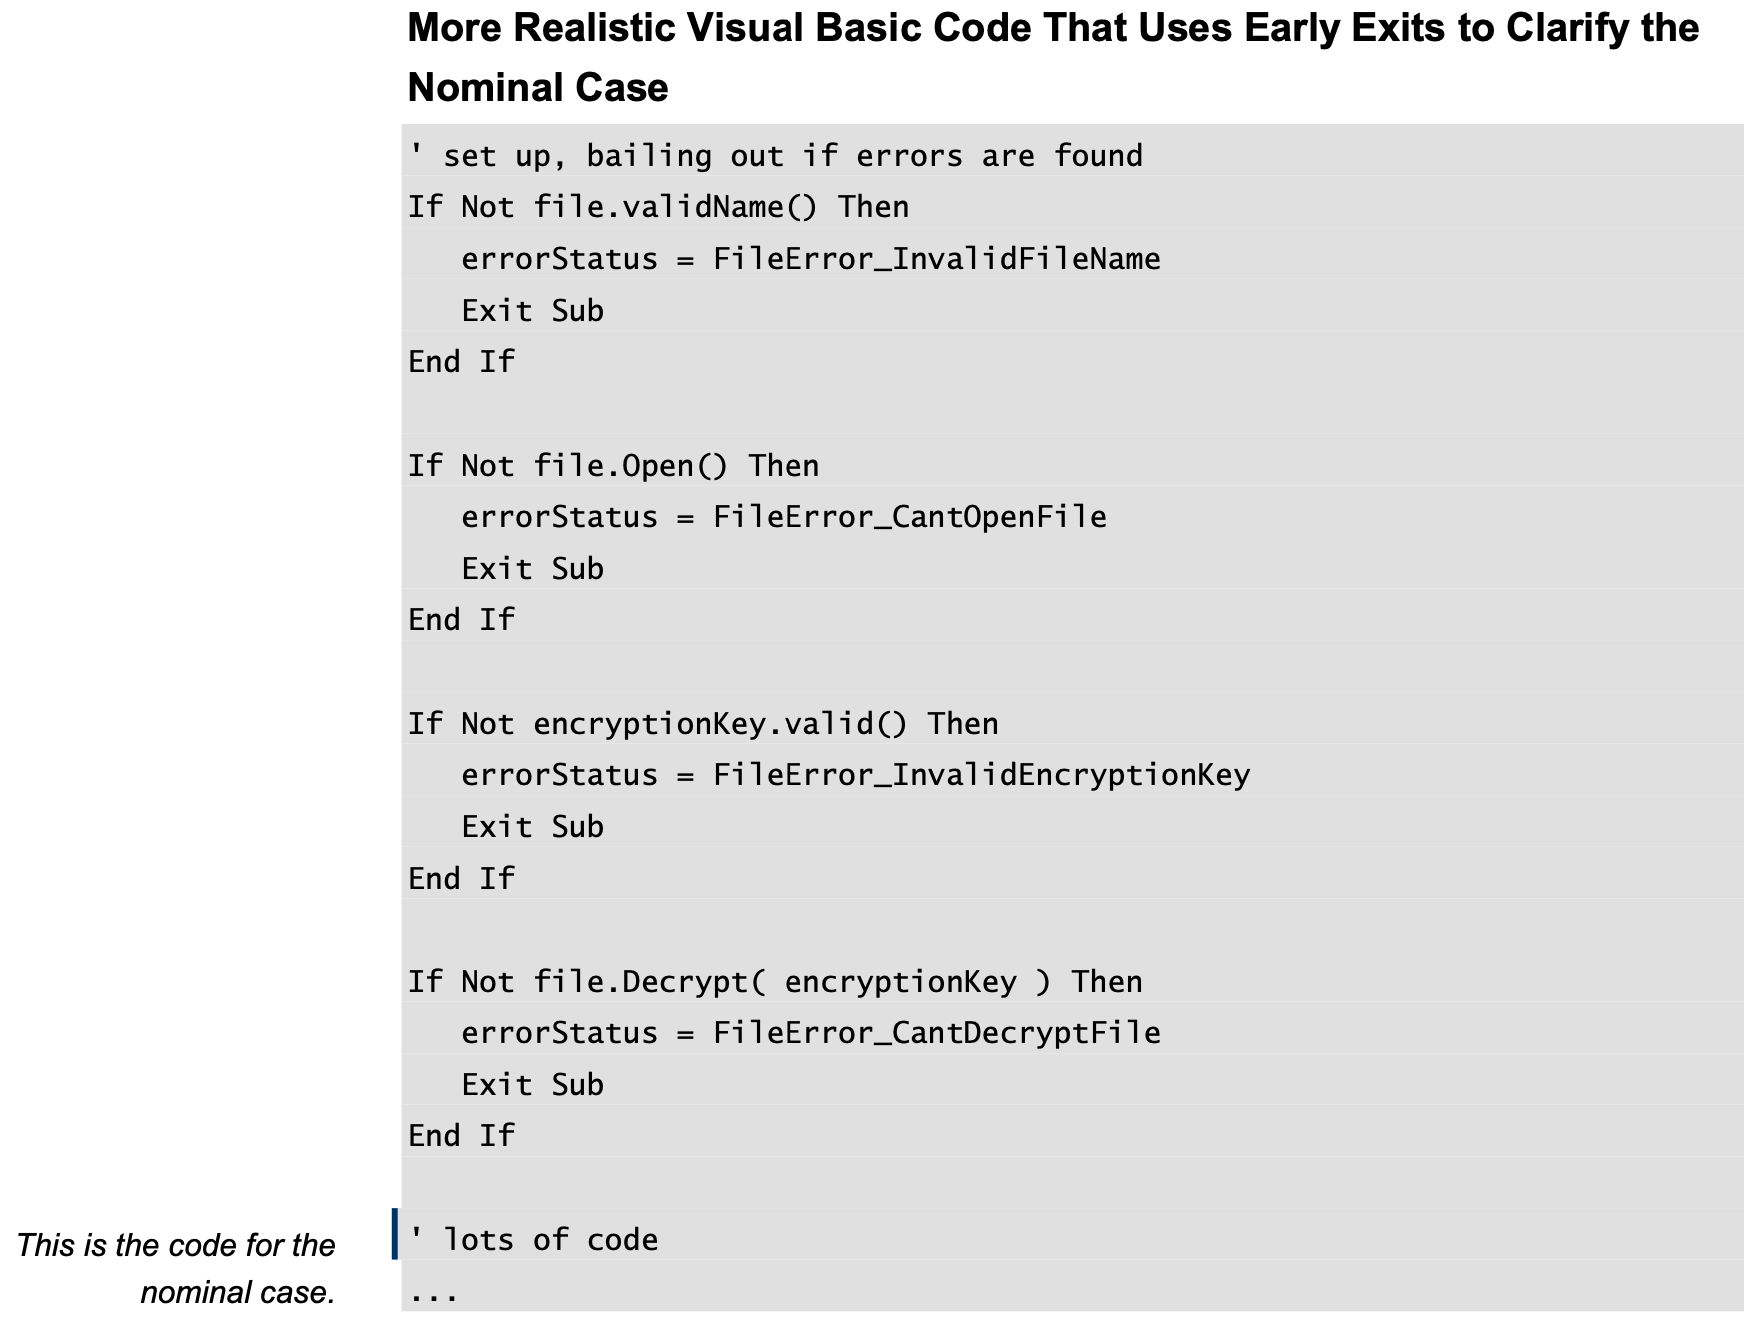 More Realistic Visual Basic Code That Uses Early Exits to Clarify the
Nominal Case
' set up, bailing out if errors are found
If Not file.validName() Then
   errorStatus = FileError_InvalidFileName
   Exit Sub
End If

If Not file.Open() Then
   errorStatus = FileError_CantOpenFile
   Exit Sub
End If

If Not encryptionKey.valid() Then
   errorStatus = FileError_InvalidEncryptionKey
   Exit Sub
End If

If Not file.Decrypt( encryptionKey ) Then
   errorStatus = FileError_CantDecryptFile
   Exit Sub
End If

This is the code for the
nominal case.
' lots of code
...